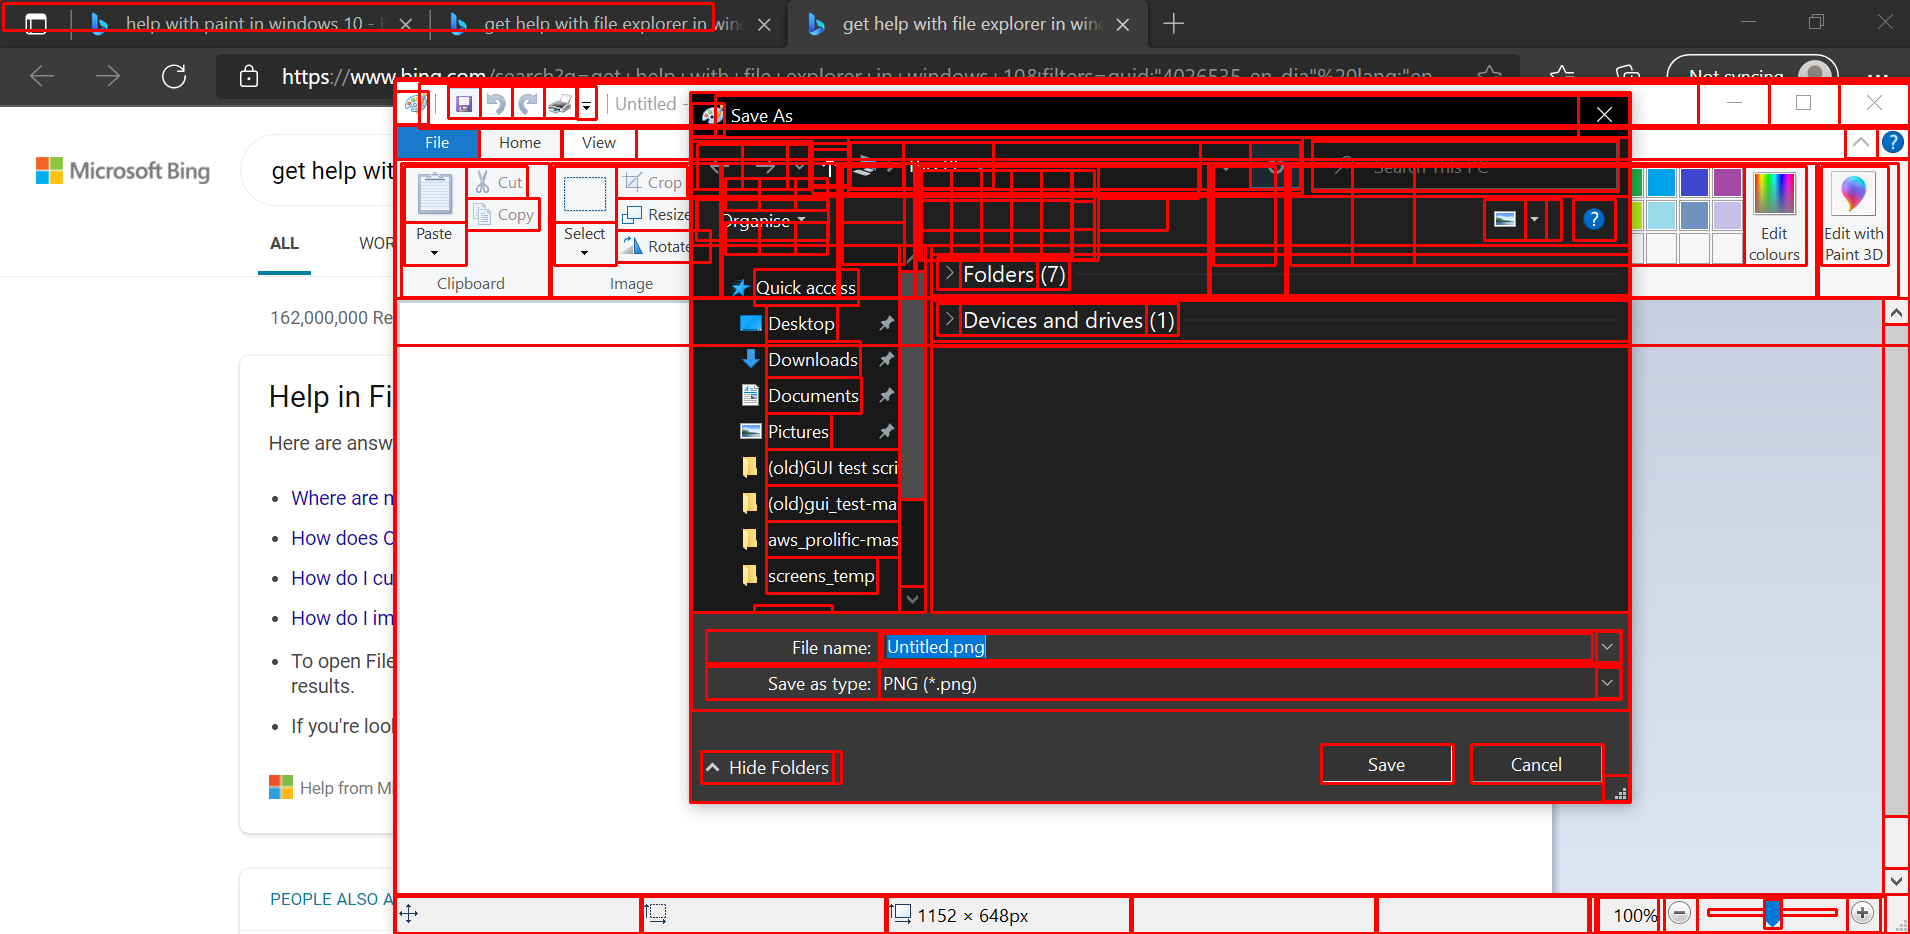 help with paint in windows 10 -
get help with file explorer in win
get help with file explorer in win
https://www.bing.com/search?q=get+help+with+file+explorer+in+windows+10&filters=guid:"4026535-en-dia"%20lang:"en
Not syncing
Microsoft Bing
get help wit
ALL
WOR
162,000,000 Re
Help in Fi
Here are answ
Where are n
How does C
How do I cu
How do I im
To open File
results.
If you're look
Help from Mi
PEOPLE ALSO A
Untitled -
File
Home
View
Paste
Cut
Copy
Clipboard
Select
Crop
Resize
Rotate
Image
Edit
colours
Edit with
Paint 3D
Save As
Search This PC
Organise
Quick access
Desktop
Downloads
Documents
Pictures
(old)GUI test scri
(old)gui_test-ma
aws_prolific-mas
screens_temp
Folders (7)
Devices and drives (1)
File name: Untitled.png
Save as type: PNG (*.png)
Hide Folders
Save
Cancel
1152 × 648px
100%